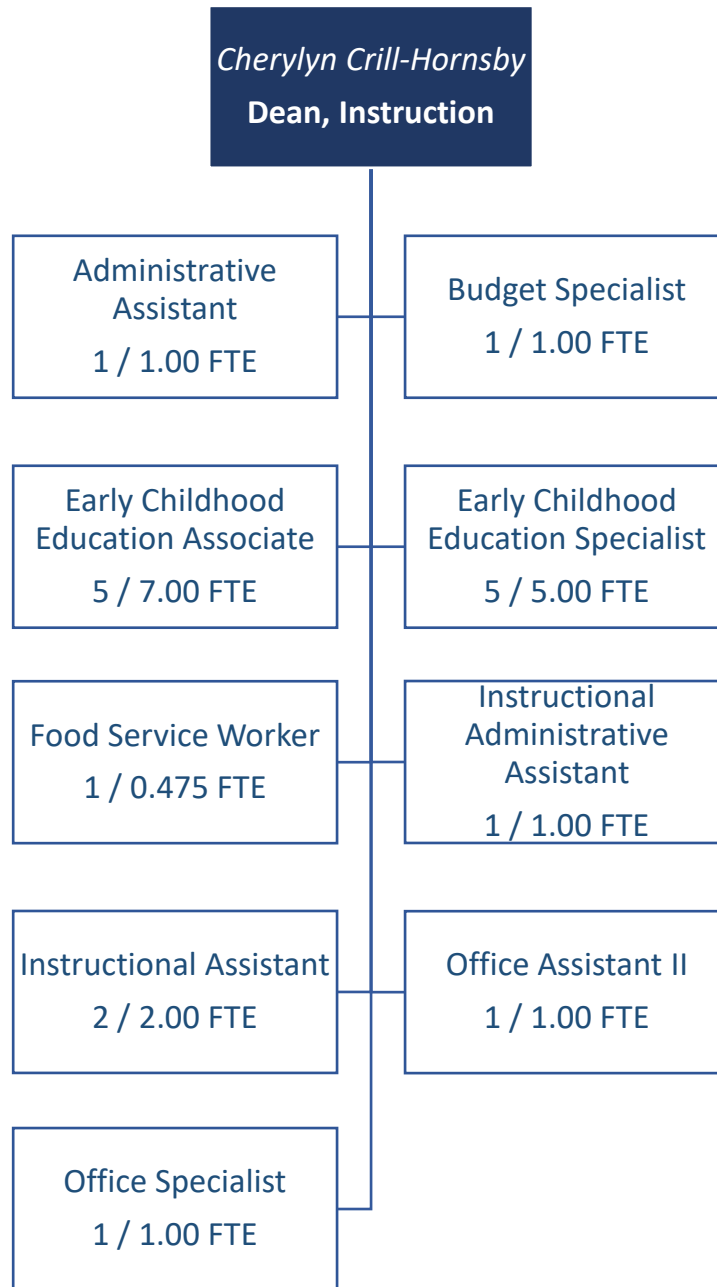 Cherylyn Crill-Hornsby
Dean, Instruction
Administrative
Assistant
1 / 1.00 FTE
Budget Specialist
1 / 1.00 FTE
Early Childhood
Education Associate
5 / 7.00 FTE
Early Childhood
Education Specialist
5 / 5.00 FTE
Food Service Worker
1 / 0.475 FTE
Instructional
Administrative
Assistant
1 / 1.00 FTE
Instructional Assistant
2 / 2.00 FTE
Office Assistant II
1 / 1.00 FTE
Office Specialist
1 / 1.00 FTE